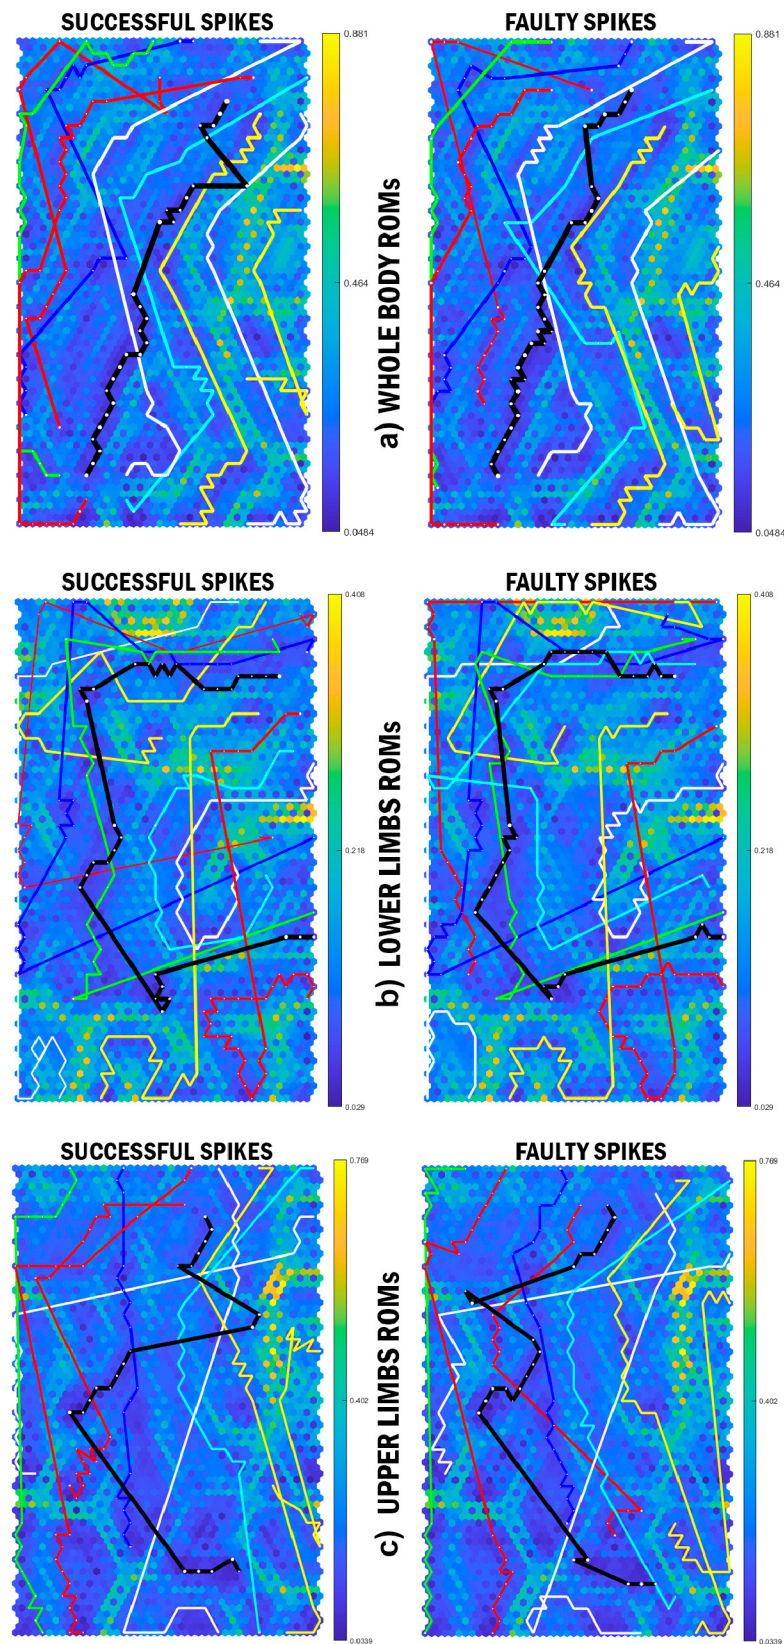 SUCCESSFUL SPIKES
FAULTY SPIKES
0.881
0.464
0.0484
a) WHOLE BODY ROMs
0.881
0.464
0.0484
SUCCESSFUL SPIKES
FAULTY SPIKES
0.408
0.218
0.029
b) LOWER LIMBS ROMs
0.408
0.218
0.029
SUCCESSFUL SPIKES
FAULTY SPIKES
0.769
0.402
0.0339
c) UPPER LIMBS ROMs
0.769
0.402
0.0339